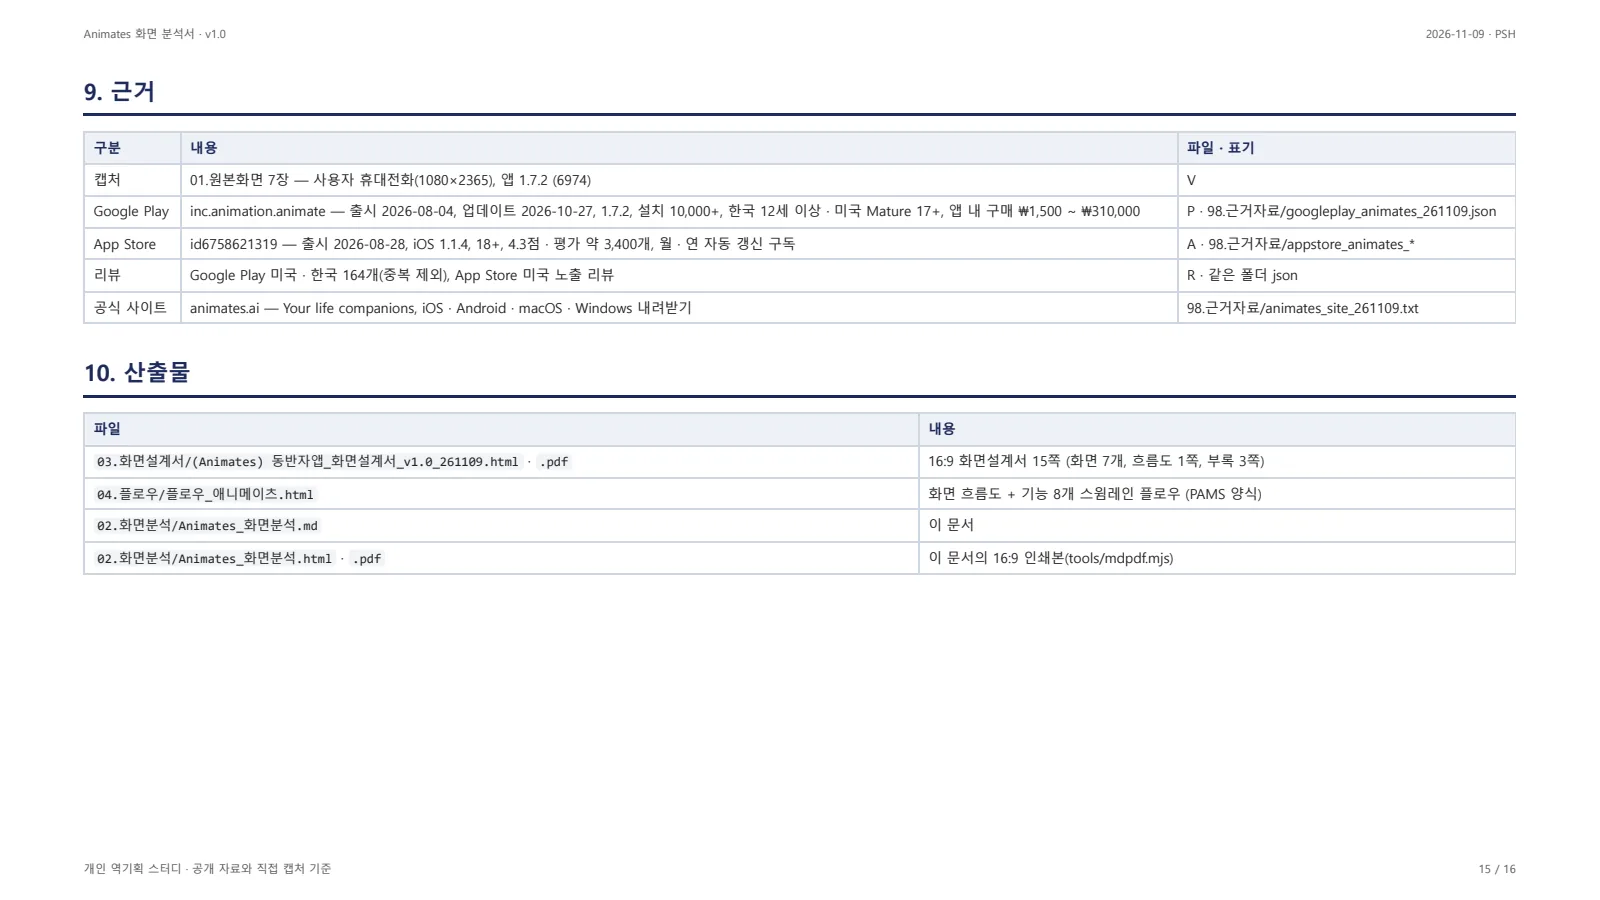 Animates 화면 분석서 · v1.0
2026-11-09 · PSH
9. 근거
구분 내용 파일 · 표기
캡처 01.원본화면 7장 — 사용자 휴대전화(1080×2365), 앱 1.7.2 (6974) V
Google Play inc.animation.animate — 출시 2026-08-04, 업데이트 2026-10-27, 1.7.2, 설치 10,000+, 한국 12세 이상 · 미국 Mature 17+, 앱 내 구매 ₩1,500 ~ ₩310,000 P · 98.근거자료/googleplay_animates_261109.json
App Store id6758621319 — 출시 2026-08-28, iOS 1.1.4, 18+, 4.3점 · 평가 약 3,400개, 월 · 연 자동 갱신 구독 A · 98.근거자료/appstore_animates_*
리뷰 Google Play 미국 · 한국 164개(중복 제외), App Store 미국 노출 리뷰 R · 같은 폴더 json
공식 사이트 animates.ai — Your life companions, iOS · Android · macOS · Windows 내려받기 98.근거자료/animates_site_261109.txt
10. 산출물
파일 내용
03.화면설계서/(Animates) 동반자앱_화면설계서_v1.0_261109.html · .pdf 16:9 화면설계서 15쪽 (화면 7개, 흐름도 1쪽, 부록 3쪽)
04.플로우/플로우_애니메이츠.html 화면 흐름도 + 기능 8개 스윔레인 플로우 (PAMS 양식)
02.화면분석/Animates_화면분석.md 이 문서
02.화면분석/Animates_화면분석.html · .pdf 이 문서의 16:9 인쇄본(tools/mdpdf.mjs)
개인 역기획 스터디 · 공개 자료와 직접 캡처 기준
15 / 16